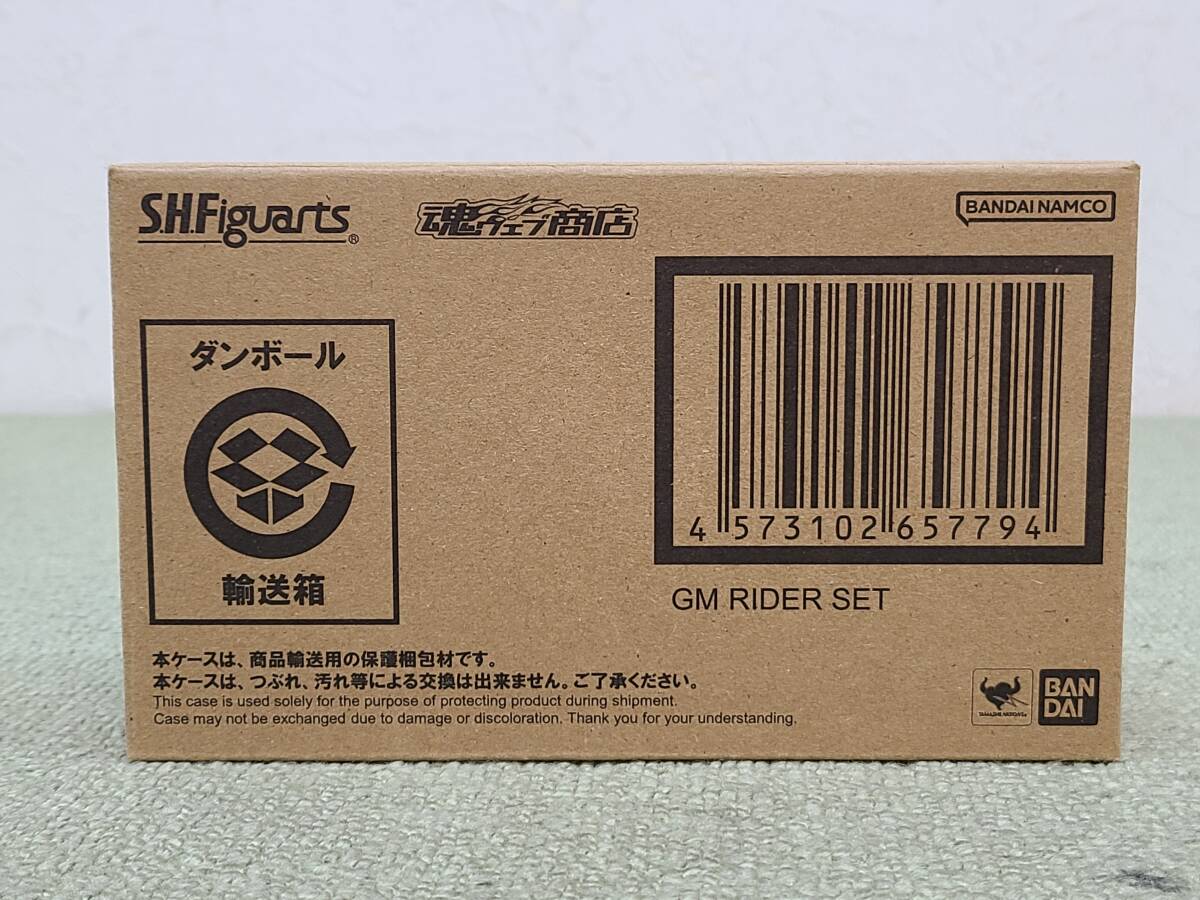 S.H.Figuarts®
魂ウェブ商店
BANDAI NAMCO
ダンボール
輸送箱
4 573102 657794
GM RIDER SET
本ケースは、商品輸送用の保護梱包材です。
本ケースは、つぶれ、汚れ等による交換は出来ません。ご了承ください。
This case is used solely for the purpose of protecting product during shipment.
Case may not be exchanged due to damage or discoloration. Thank you for your understanding.
TAMASHII NATIONS
BAN
DAI